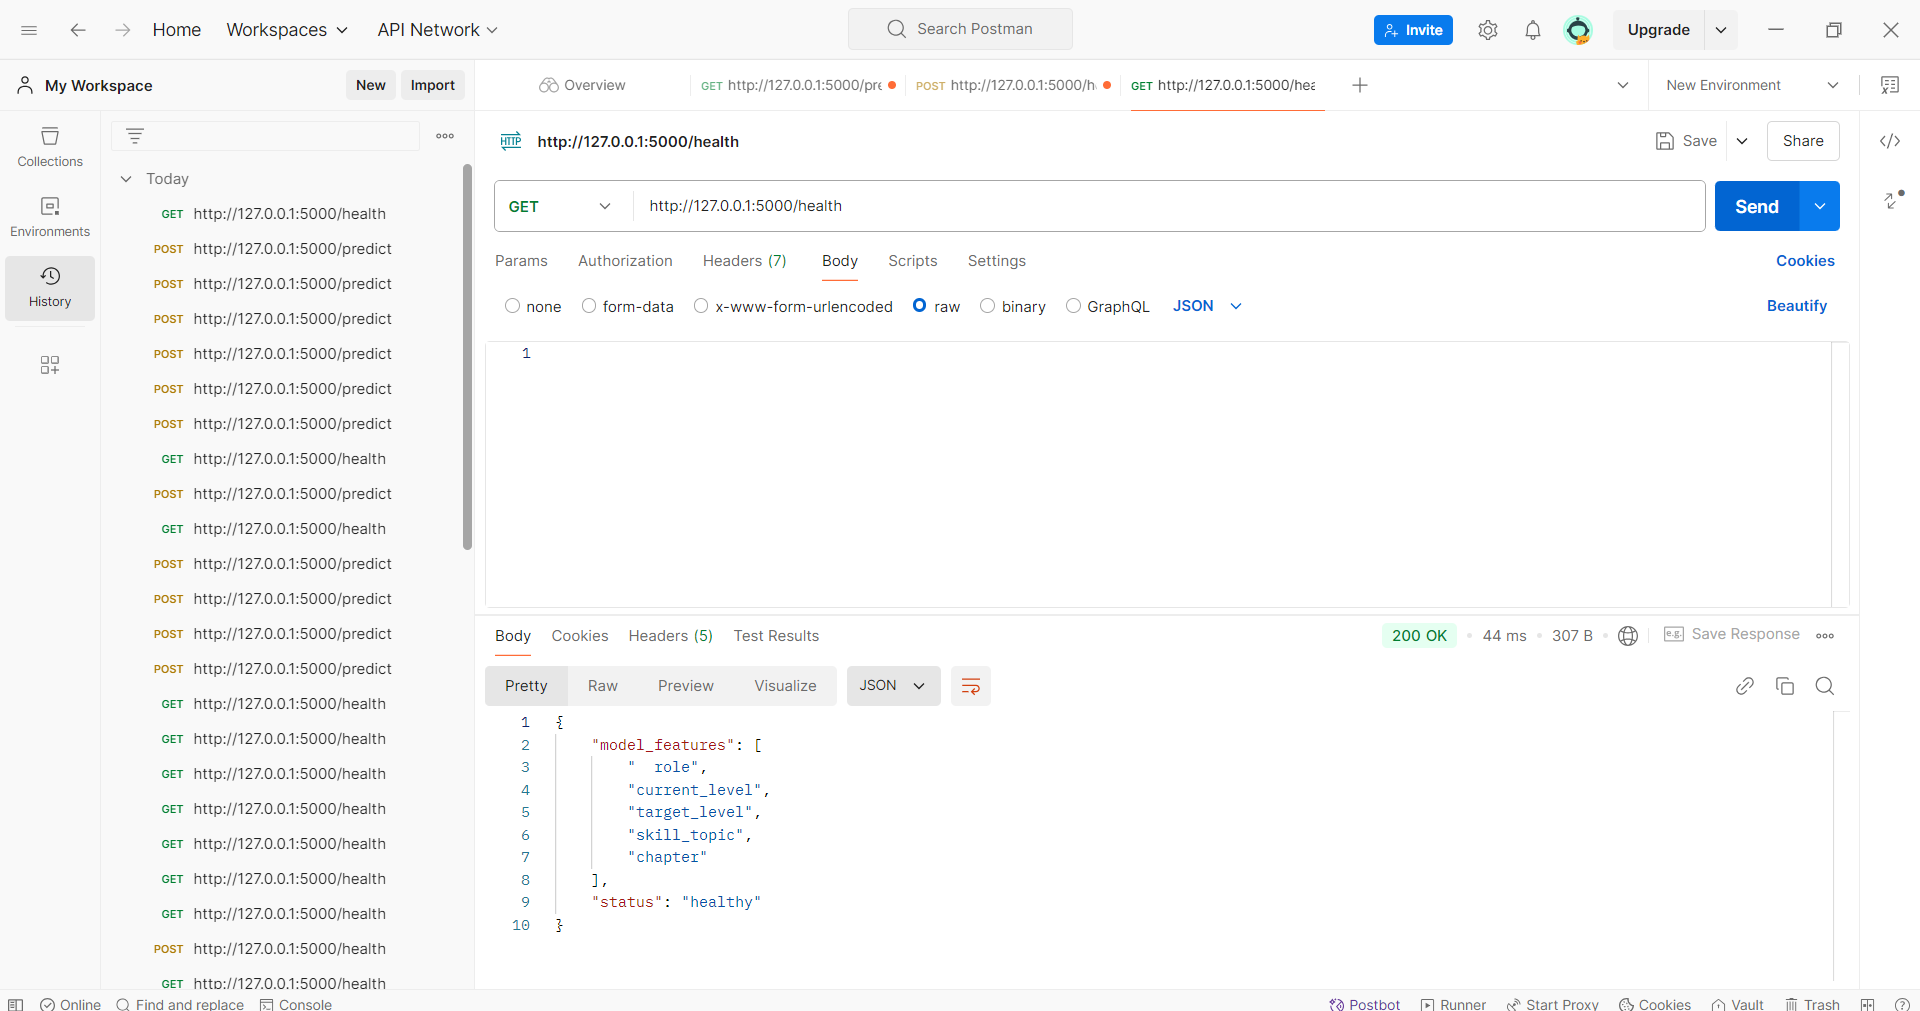 Home Workspaces API Network Search Postman Invite Upgrade
My Workspace New Import Overview GET http://127.0.0.1:5000/pre POST http://127.0.0.1:5000/h GET http://127.0.0.1:5000/hea New Environment
Collections
Environments
History
Today
GET http://127.0.0.1:5000/health
POST http://127.0.0.1:5000/predict
POST http://127.0.0.1:5000/predict
POST http://127.0.0.1:5000/predict
POST http://127.0.0.1:5000/predict
POST http://127.0.0.1:5000/predict
POST http://127.0.0.1:5000/predict
GET http://127.0.0.1:5000/health
POST http://127.0.0.1:5000/predict
GET http://127.0.0.1:5000/health
POST http://127.0.0.1:5000/predict
POST http://127.0.0.1:5000/predict
POST http://127.0.0.1:5000/predict
POST http://127.0.0.1:5000/predict
GET http://127.0.0.1:5000/health
GET http://127.0.0.1:5000/health
GET http://127.0.0.1:5000/health
GET http://127.0.0.1:5000/health
GET http://127.0.0.1:5000/health
GET http://127.0.0.1:5000/health
GET http://127.0.0.1:5000/health
POST http://127.0.0.1:5000/health
GET http://127.0.0.1:5000/health
HTTP http://127.0.0.1:5000/health Save Share
GET http://127.0.0.1:5000/health Send
Params Authorization Headers (7) Body Scripts Settings Cookies
none form-data x-www-form-urlencoded raw binary GraphQL JSON Beautify
1
Body Cookies Headers (5) Test Results 200 OK 44 ms 307 B e.g. Save Response
Pretty Raw Preview Visualize JSON
1 {
2 "model_features": [
3 "  role",
4 "current_level",
5 "target_level",
6 "skill_topic",
7 "chapter"
8 ],
9 "status": "healthy"
10 }
Online Find and replace Console Postbot Runner Start Proxy Cookies Vault Trash